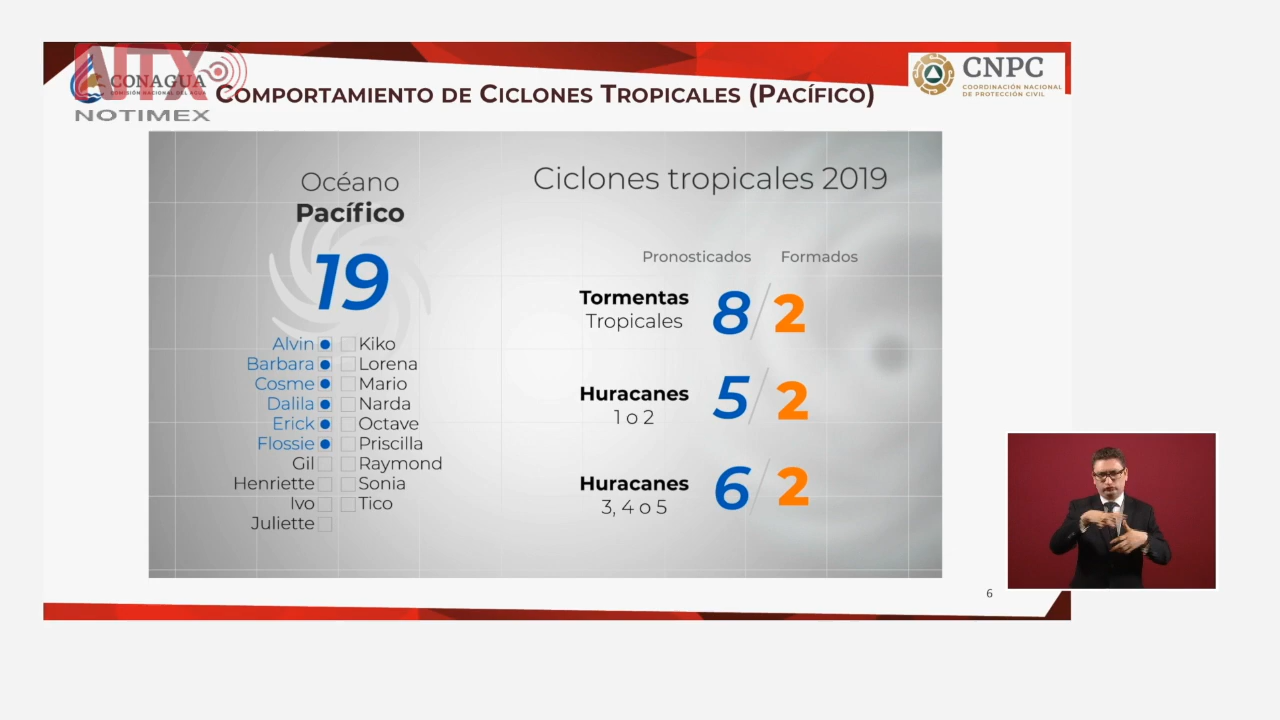 NTX
NOTIMEX
CONAGUA
COMISIÓN NACIONAL DEL AGUA
COMPORTAMIENTO DE CICLONES TROPICALES (PACÍFICO)
CNPC
COORDINACIÓN NACIONAL
DE PROTECCIÓN CIVIL
Océano
Pacífico
19
Alvin
Barbara
Cosme
Dalila
Erick
Flossie
Gil
Henriette
Ivo
Juliette
Kiko
Lorena
Mario
Narda
Octave
Priscilla
Raymond
Sonia
Tico
Ciclones tropicales 2019
Pronosticados Formados
Tormentas
Tropicales
8/2
Huracanes
1 o 2
5/2
Huracanes
3, 4 o 5
6/2
6